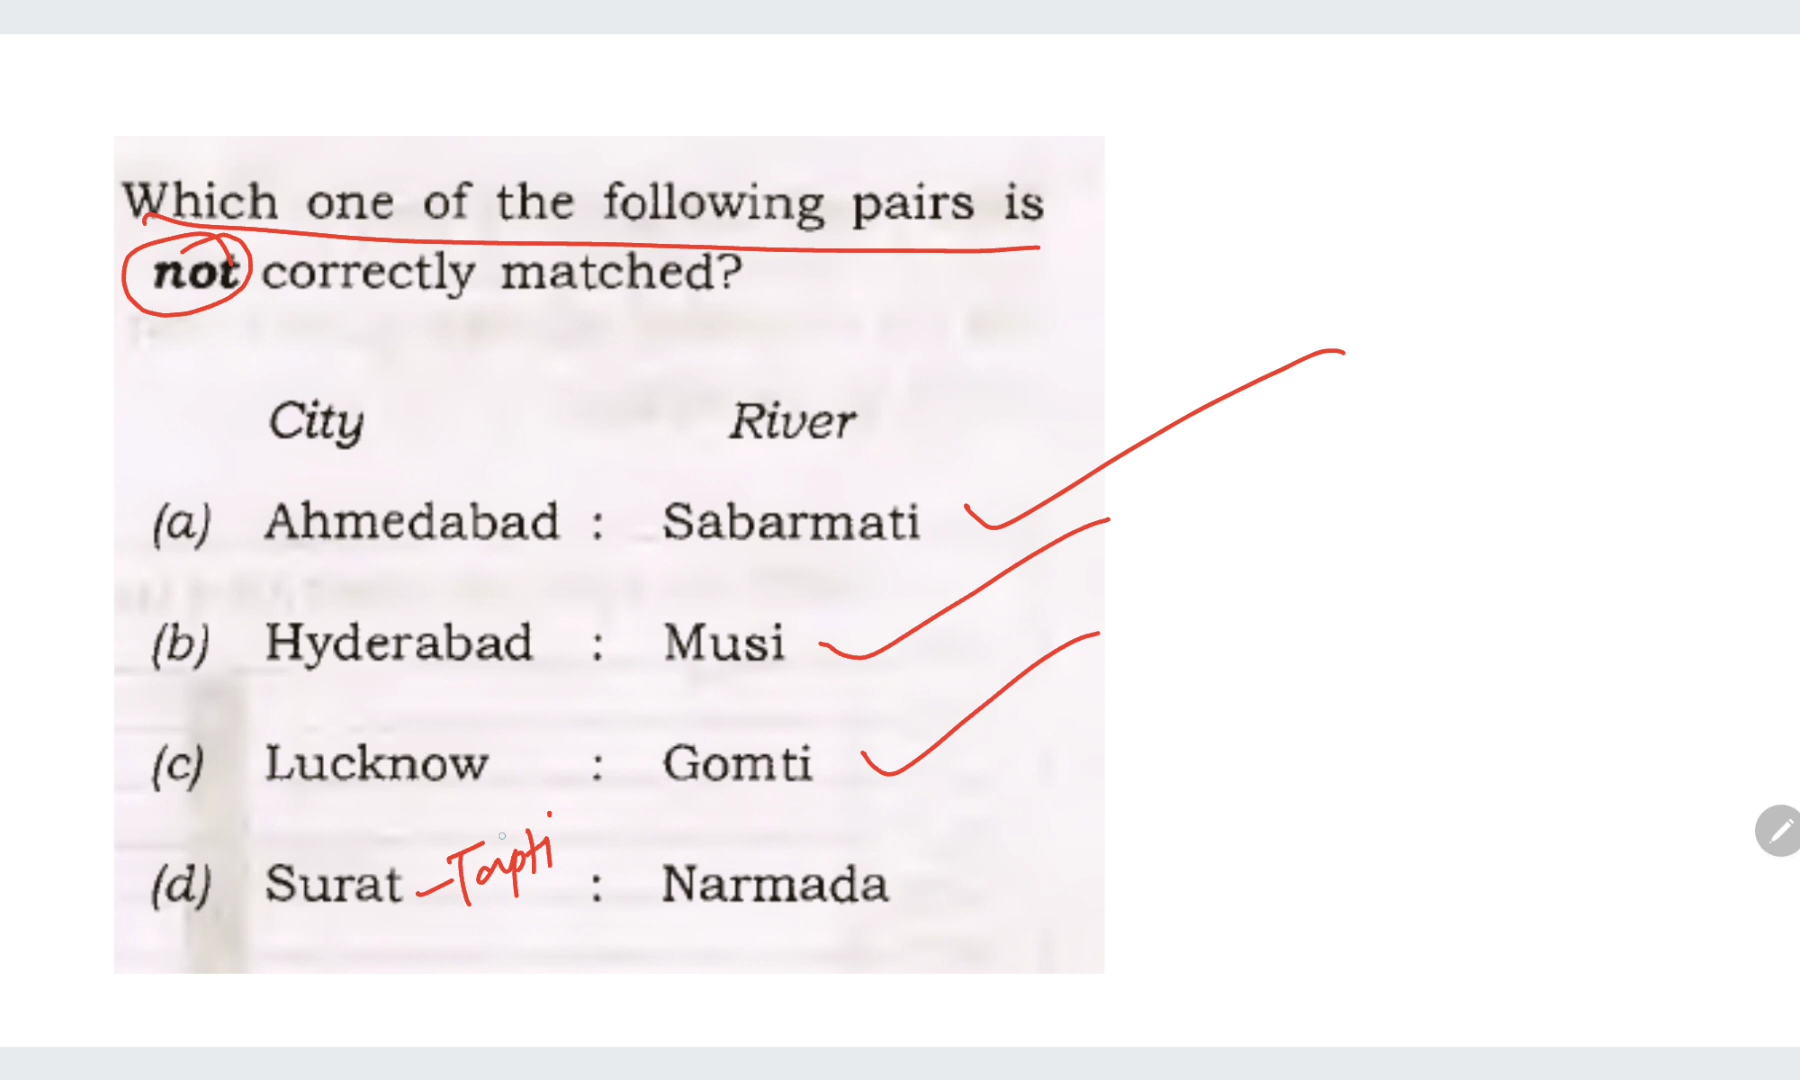 Which one of the following pairs is
not correctly matched?
City River
(a) Ahmedabad : Sabarmati
(b) Hyderabad : Musi
(c) Lucknow : Gomti
(d) Surat - Tapti : Narmada